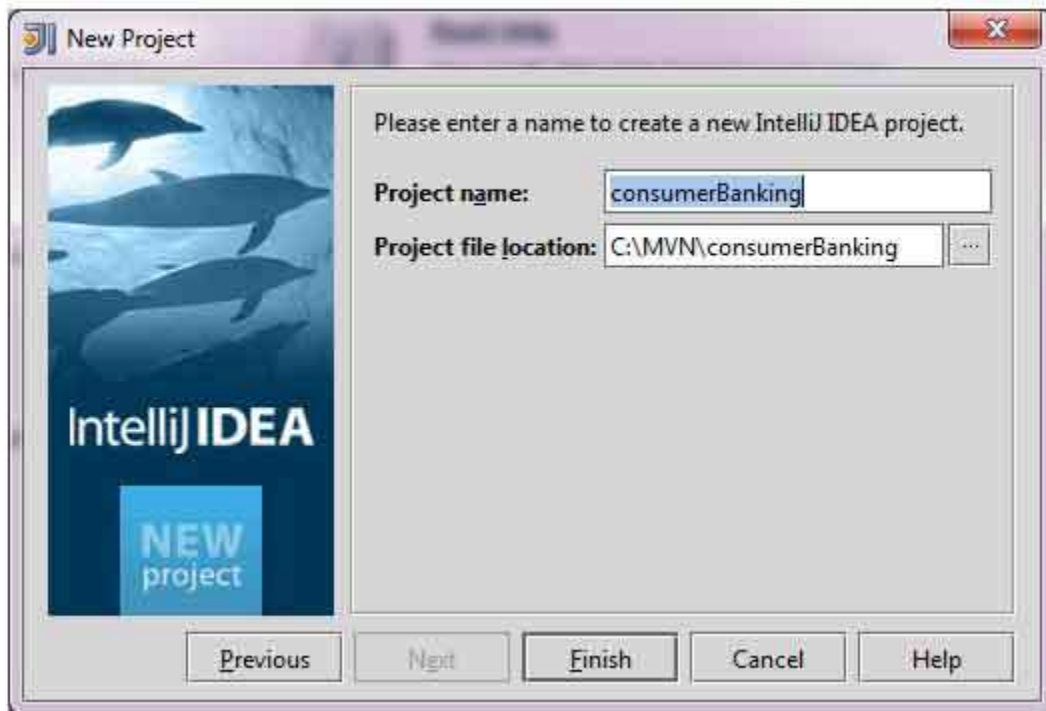 New Project
Please enter a name to create a new IntelliJ IDEA project.
Project name: consumerBanking
Project file location: C:\MVN\consumerBanking ...
IntelliJ IDEA
NEW
project
Previous Next Finish Cancel Help